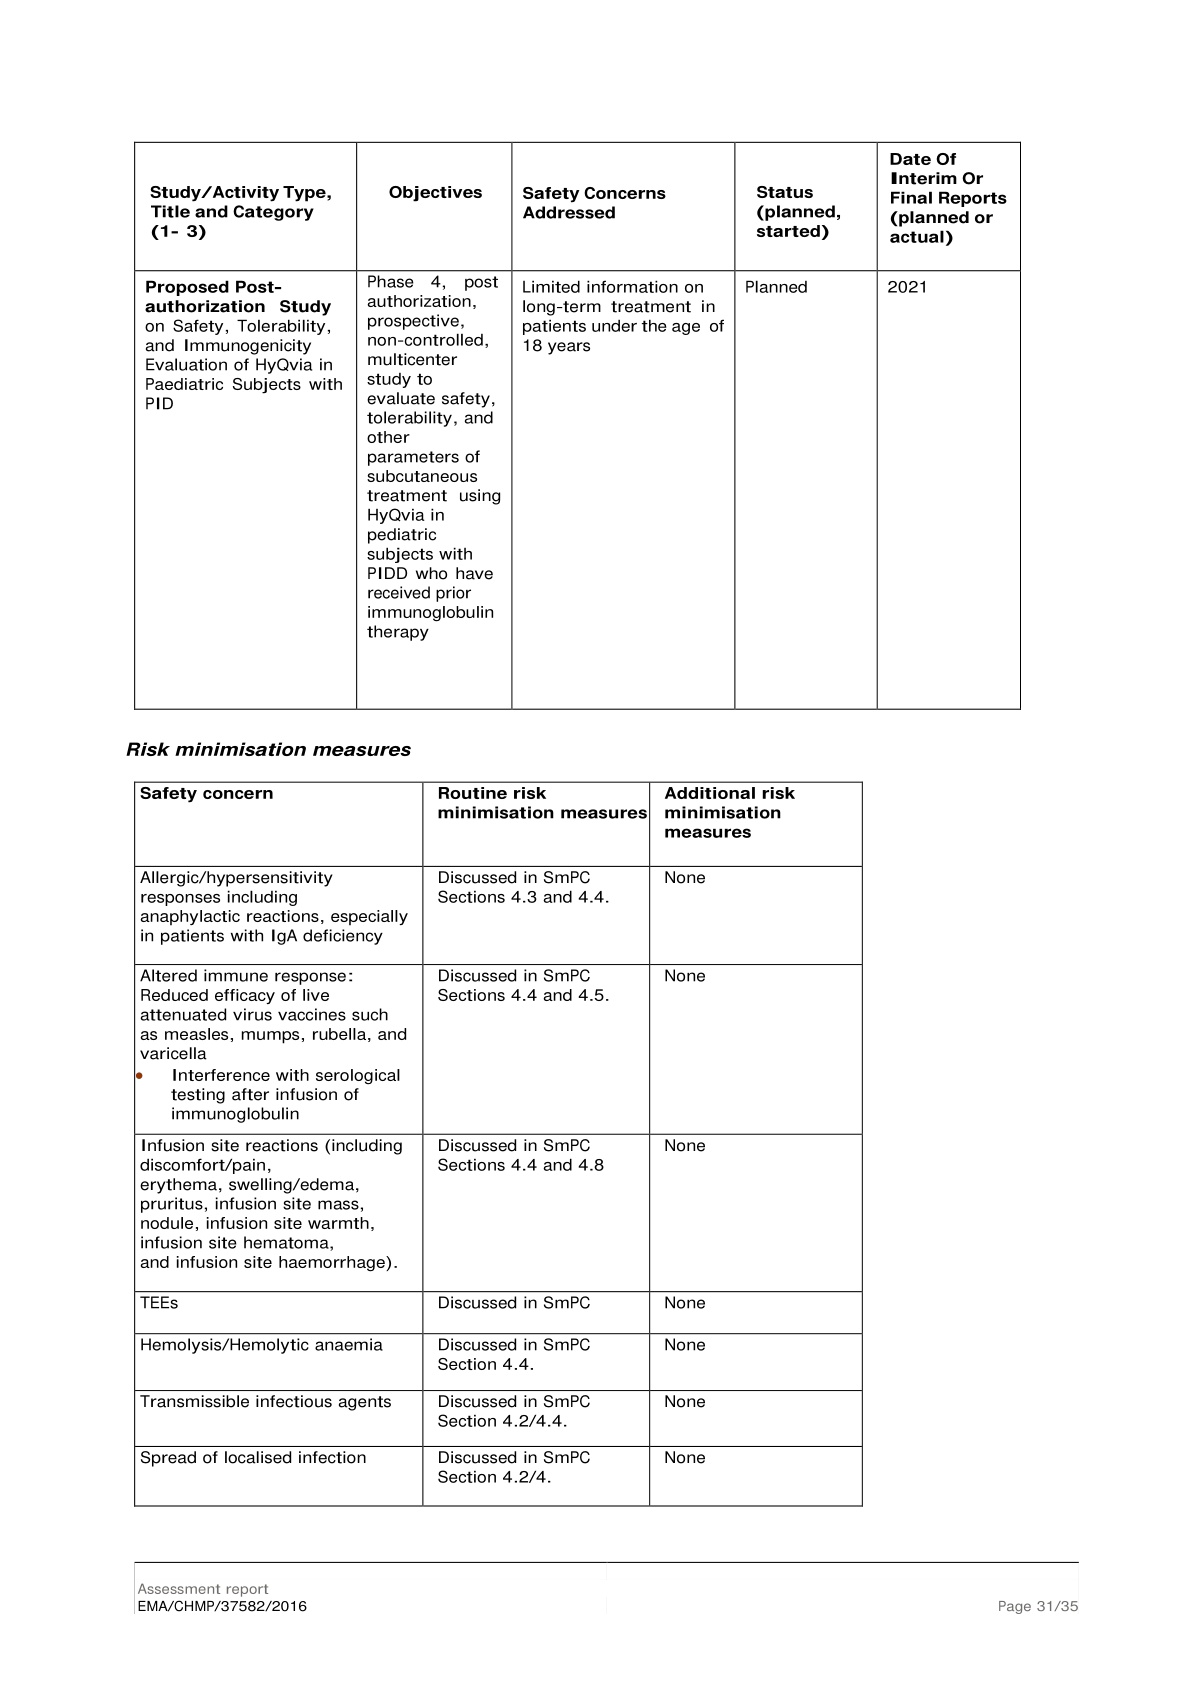 Study/Activity Type,
Title and Category
(1- 3)
Objectives
Safety Concerns
Addressed
Status
(planned,
started)
Date Of
Interim Or
Final Reports
(planned or
actual)
Proposed Post-
authorization Study
on Safety, Tolerability,
and Immunogenicity
Evaluation of HyQvia in
Paediatric Subjects with
PID
Phase 4, post
authorization,
prospective,
non-controlled,
multicenter
study to
evaluate safety,
tolerability, and
other
parameters of
subcutaneous
treatment using
HyQvia in
pediatric
subjects with
PIDD who have
received prior
immunoglobulin
therapy
Limited information on
long-term treatment in
patients under the age of
18 years
Planned
2021
Risk minimisation measures
Safety concern
Routine risk
minimisation measures
Additional risk
minimisation
measures
Allergic/hypersensitivity
responses including
anaphylactic reactions, especially
in patients with IgA deficiency
Discussed in SmPC
Sections 4.3 and 4.4.
None
Altered immune response:
Reduced efficacy of live
attenuated virus vaccines such
as measles, mumps, rubella, and
varicella
• Interference with serological
testing after infusion of
immunoglobulin
Discussed in SmPC
Sections 4.4 and 4.5.
None
Infusion site reactions (including
discomfort/pain,
erythema, swelling/edema,
pruritus, infusion site mass,
nodule, infusion site warmth,
infusion site hematoma,
and infusion site haemorrhage).
Discussed in SmPC
Sections 4.4 and 4.8
None
TEEs
Discussed in SmPC
None
Hemolysis/Hemolytic anaemia
Discussed in SmPC
Section 4.4.
None
Transmissible infectious agents
Discussed in SmPC
Section 4.2/4.4.
None
Spread of localised infection
Discussed in SmPC
Section 4.2/4.
None
Assessment report
EMA/CHMP/37582/2016
Page 31/35